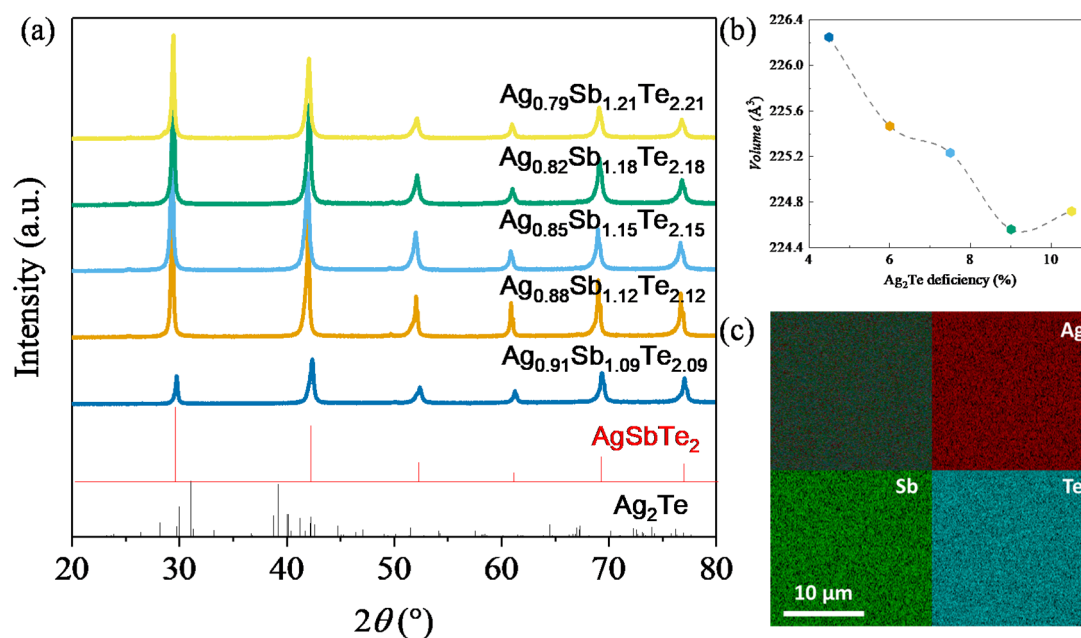 (a)
Intensity (a.u.)
Ag0.79Sb1.21Te2.21
Ag0.82Sb1.18Te2.18
Ag0.85Sb1.15Te2.15
Ag0.88Sb1.12Te2.12
Ag0.91Sb1.09Te2.09
AgSbTe2
Ag2Te
20 30 40 50 60 70 80
2θ (°)
(b)
Volume (Å3)
226.4
226.0
225.6
225.2
224.8
224.4
4 6 8 10
Ag2Te deficiency (%)
(c)
Ag
Sb
Te
10 μm